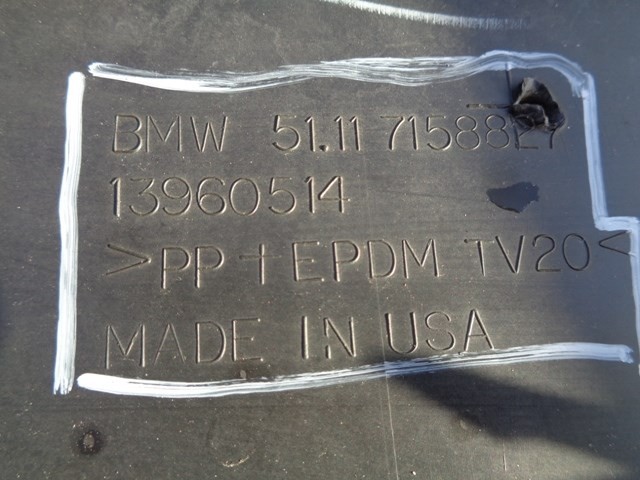 BMW 51.11 7158827
13960514
>PP+EPDM TV20<
MADE IN USA